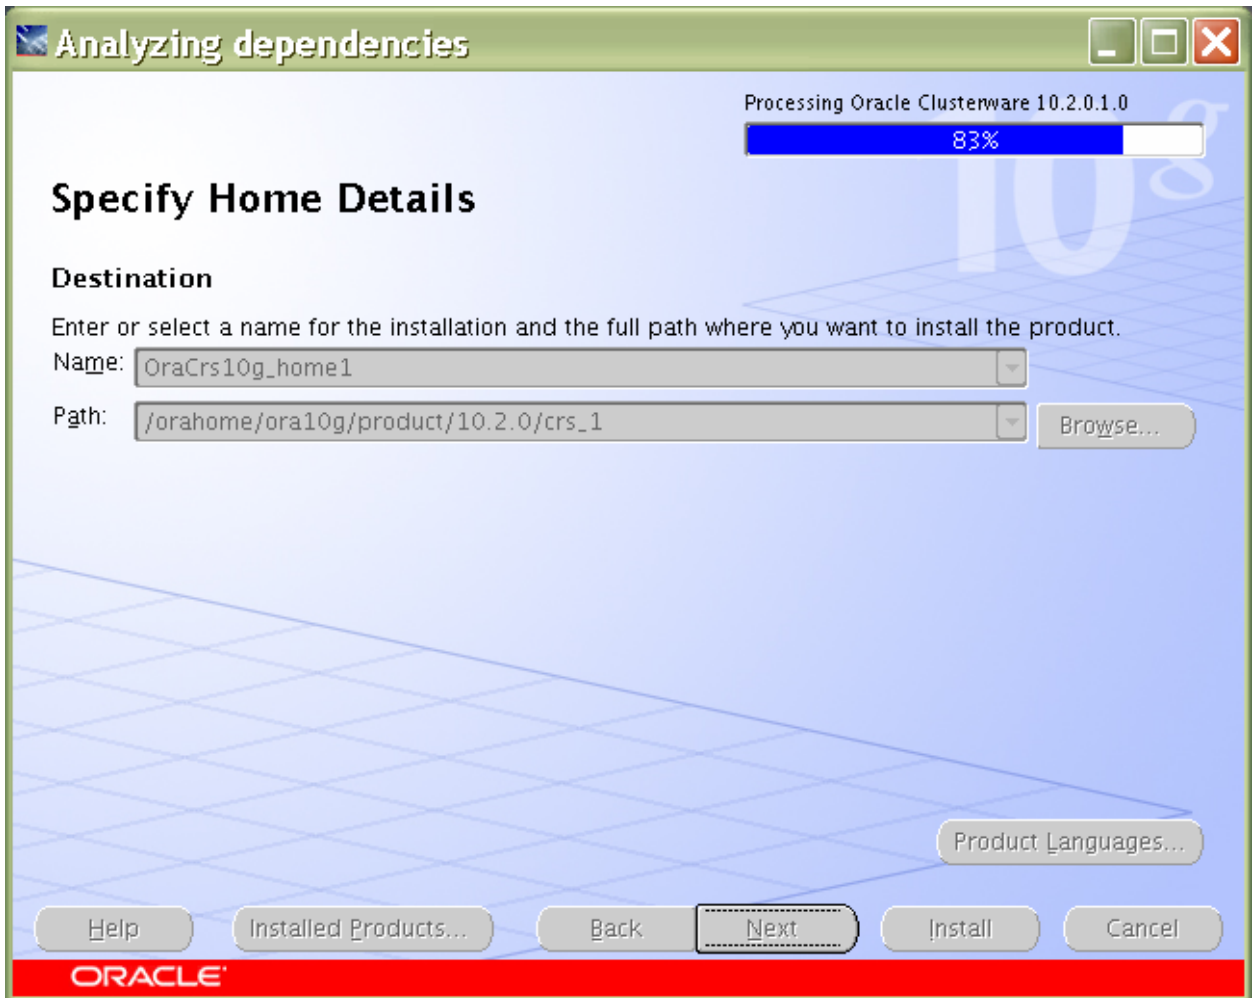 Analyzing dependencies
Processing Oracle Clusterware 10.2.0.1.0
83%
10g
Specify Home Details
Destination
Enter or select a name for the installation and the full path where you want to install the product.
Name: OraCrs10g_home1
Path: /orahome/ora10g/product/10.2.0/crs_1 Browse...
Product Languages...
Help Installed Products... Back Next Install Cancel
ORACLE